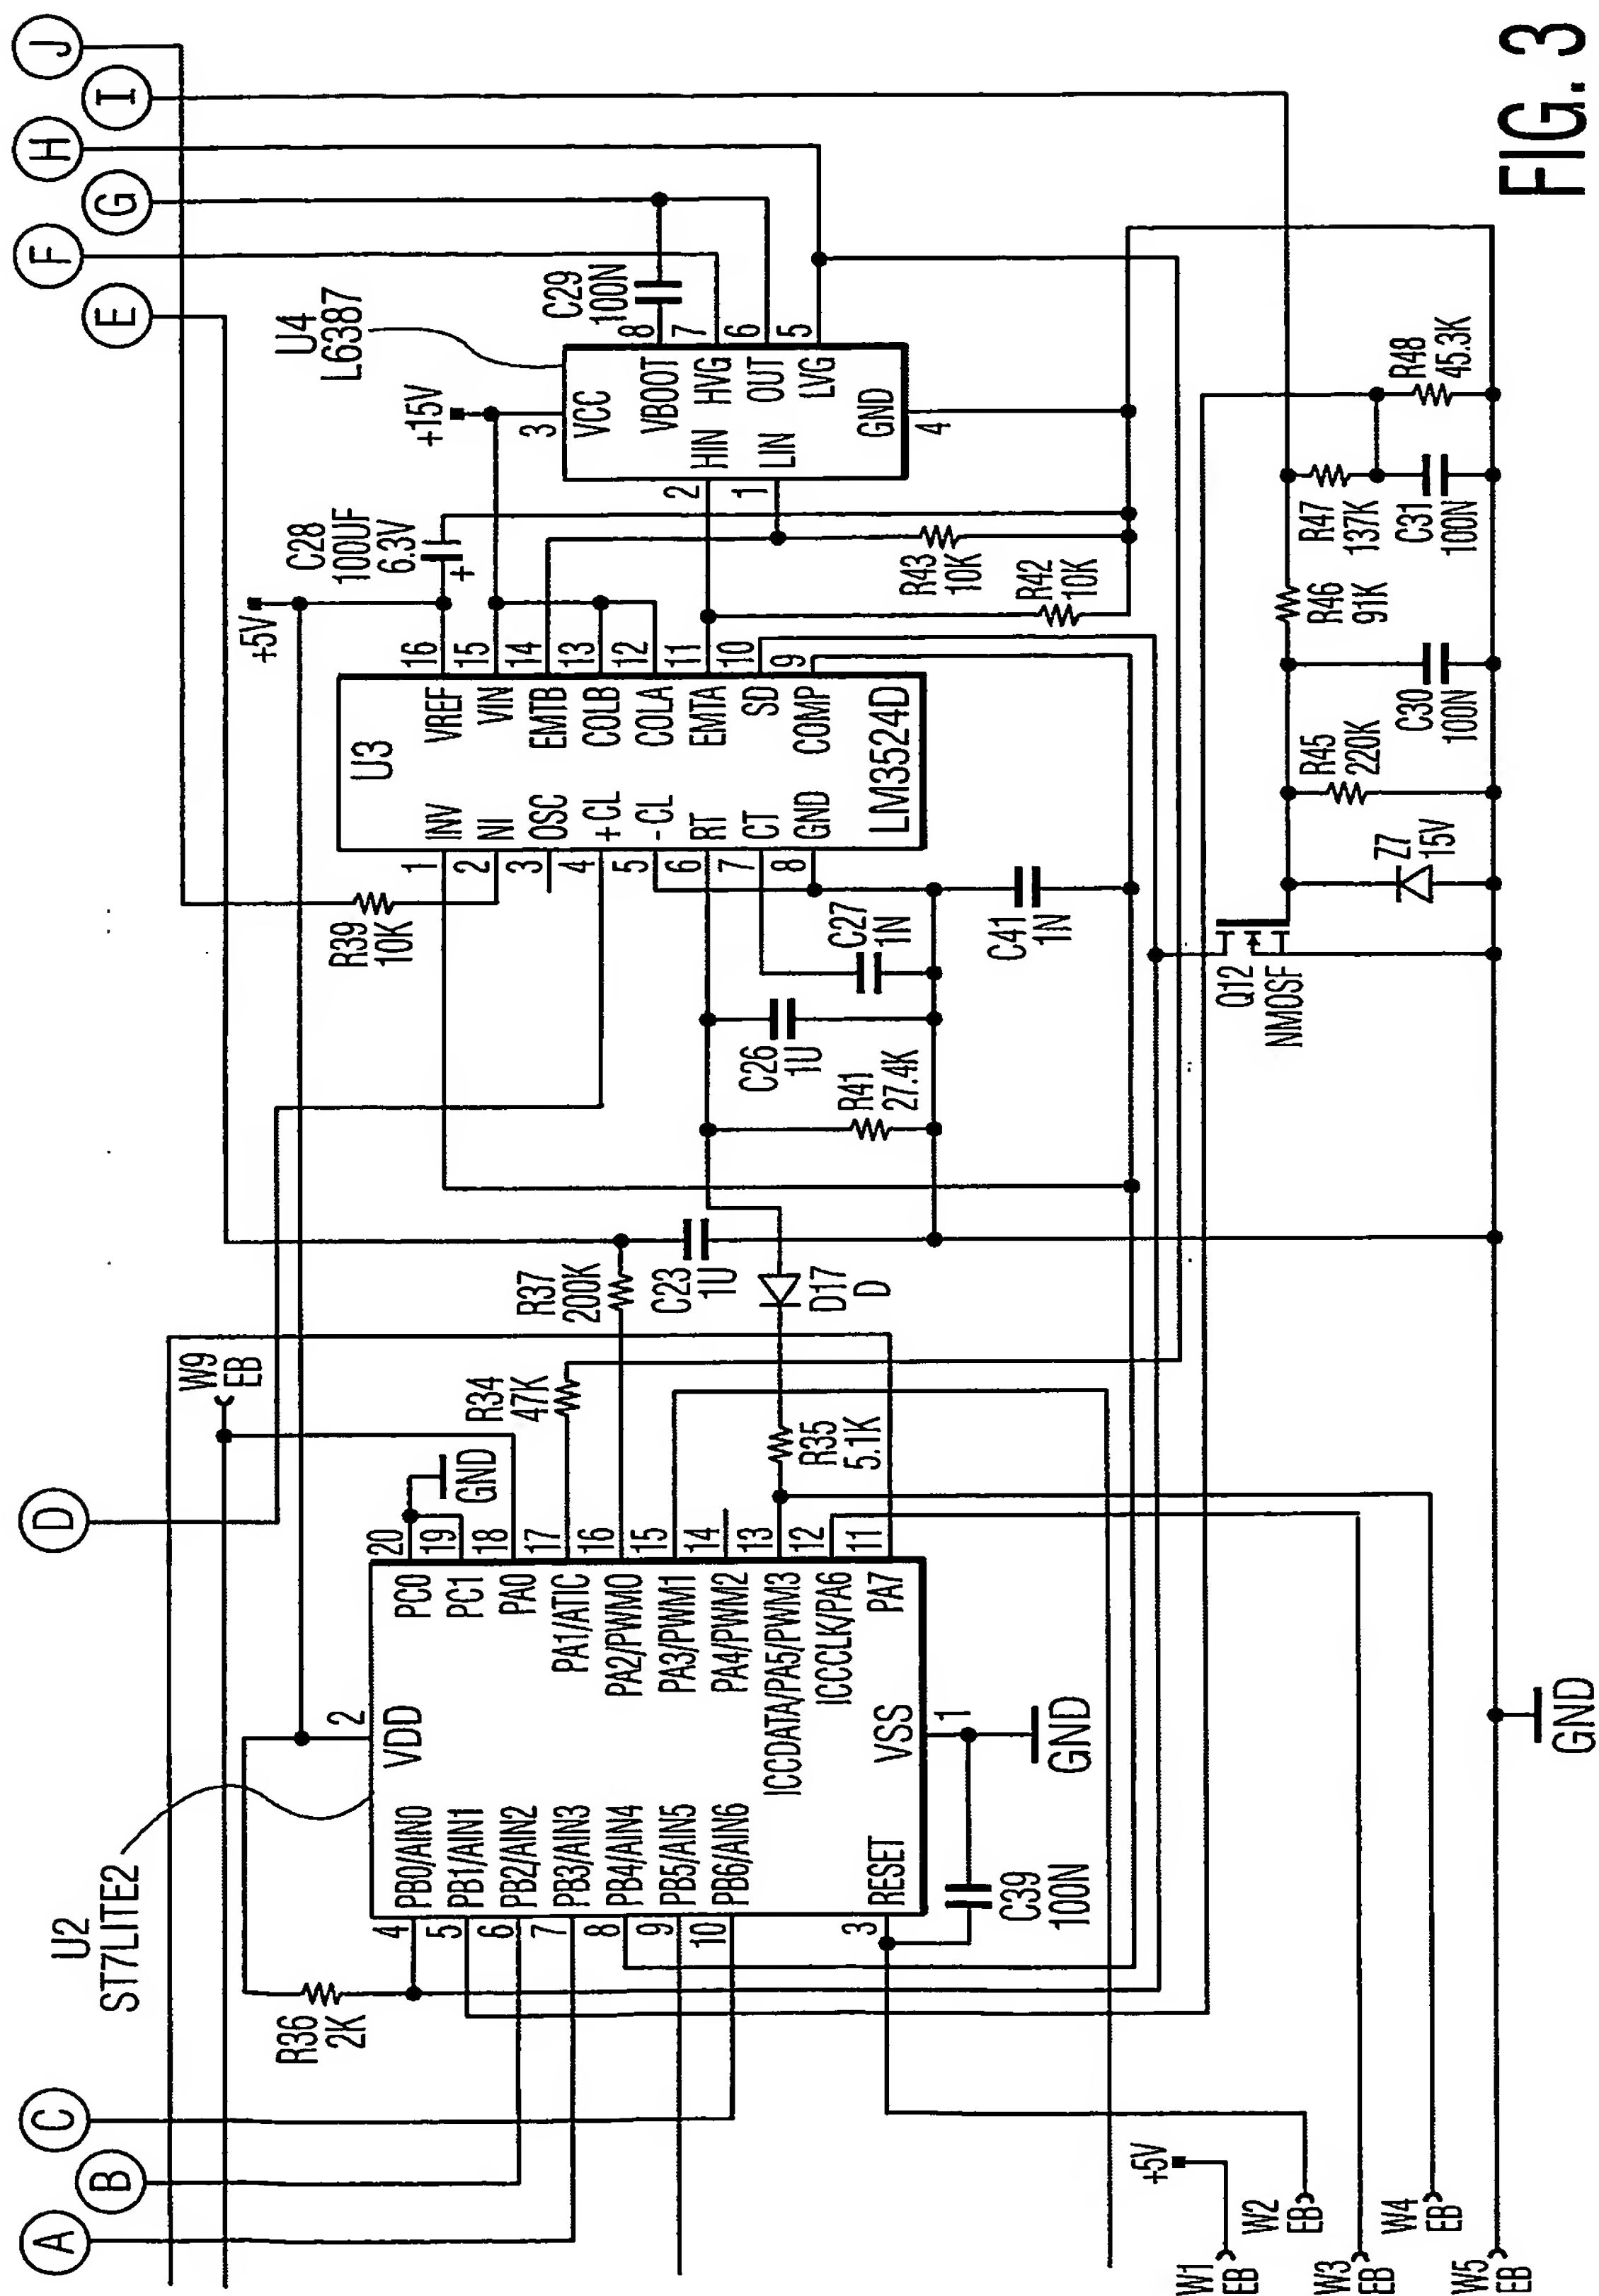 A
B
C
D
E
F
G
H
I
J
U2
ST7LITE2
R36
2K
W9
EB
2
VDD
4
PB0/AIN0
5
PB1/AIN1
6
PB2/AIN2
7
PB3/AIN3
8
PB4/AIN4
9
PB5/AIN5
10
PB6/AIN6
3
RESET
PC0
20
PC1
19
PA0
18
PA1/ATIC
17
PA2/PWM0
16
PA3/PWM1
15
PA4/PWM2
14
ICCDATA/PA5/PWM3
13
ICCCLK/PA6
12
PA7
11
VSS
1
GND
C39
100N
GND
R34
47K
R37
200K
C23
1U
D17
D
R35
5.1K
R39
10K
+5V
C28
100UF
6.3V
+
+15V
U3
1
INV
2
NI
3
OSC
4
+CL
5
-CL
6
RT
7
CT
8
GND
VREF
16
VIN
15
EMTB
14
COLB
13
COLA
12
EMTA
11
SD
10
COMP
9
LM3524D
R41
27.4K
C26
1U
C27
1N
C41
1N
U4
L6387
C29
100N
3
VCC
VBOOT
8
HVG
7
OUT
6
LVG
5
2
HIN
1
LIN
GND
4
R43
10K
R42
10K
Q12
NMOSF
Z7
15V
R45
220K
C30
100N
R46
91K
R47
137K
C31
100N
R48
45.3K
+5V
W1
EB
W2
EB
W3
EB
W4
EB
W5
EB
GND
FIG. 3